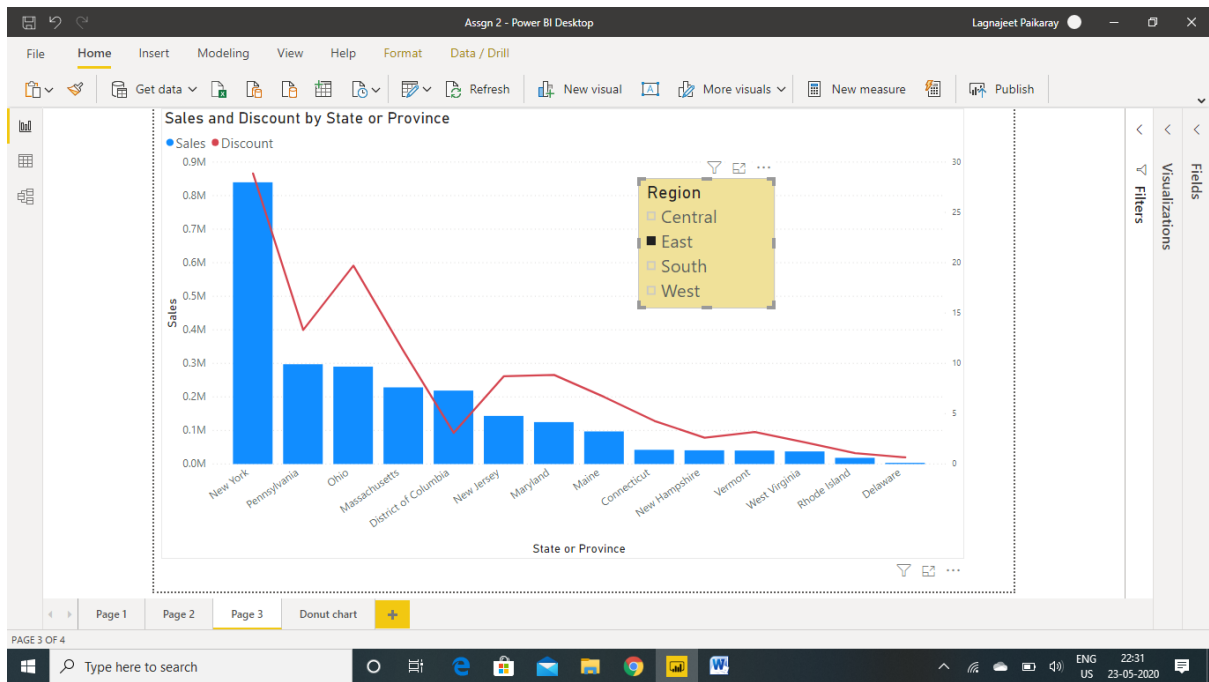 Assgn 2 - Power BI Desktop
Lagnajeet Paikaray
File Home Insert Modeling View Help Format Data / Drill
Get data Refresh New visual A More visuals New measure Publish
Sales and Discount by State or Province
Sales Discount
0.9M
0.8M
0.7M
0.6M
0.5M
0.4M
0.3M
0.2M
0.1M
0.0M
Sales
30
25
20
15
10
5
0
Region
Central
East
South
West
New York
Pennsylvania
Ohio
Massachusetts
District of Columbia
New Jersey
Maryland
Maine
Connecticut
New Hampshire
Vermont
West Virginia
Rhode Island
Delaware
State or Province
Filters
Visualizations
Fields
Page 1 Page 2 Page 3 Donut chart +
PAGE 3 OF 4
Type here to search
W
ENG
US
22:31
23-05-2020